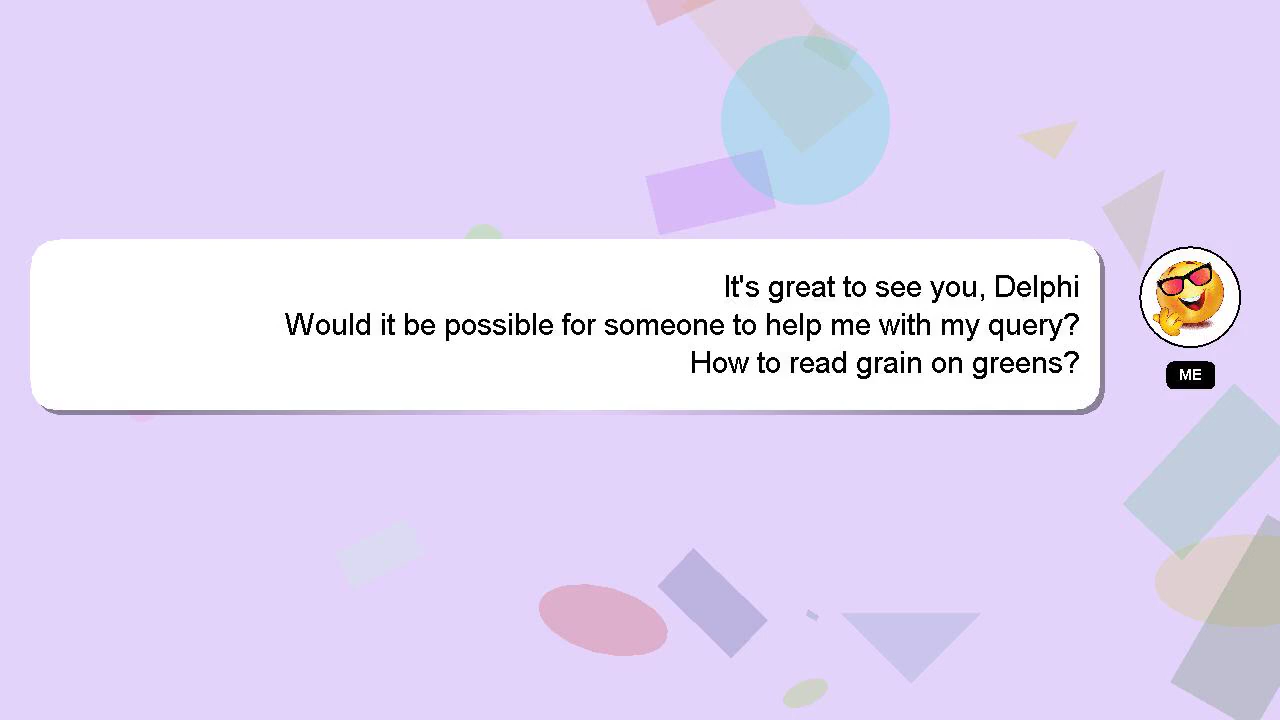 It's great to see you, Delphi
Would it be possible for someone to help me with my query?
How to read grain on greens?
ME